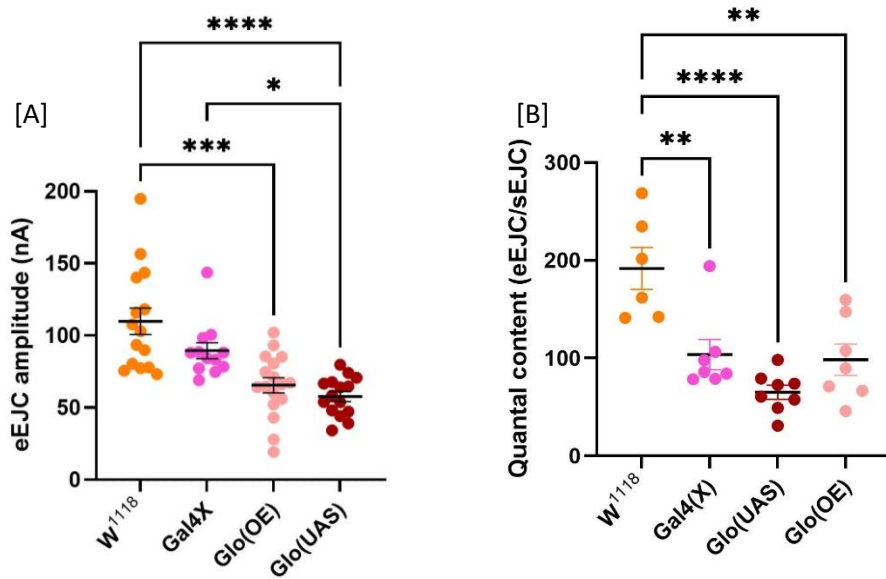 ****
*
***
[A]
eEJC amplitude (nA)
200
150
100
50
0
W¹¹¹⁸
Gal4X
Glo(OE)
Glo(UAS)
**
****
**
[B]
Quantal content (eEJC/sEJC)
300
200
100
0
W¹¹¹⁸
Gal4(X)
Glo(UAS)
Glo(OE)